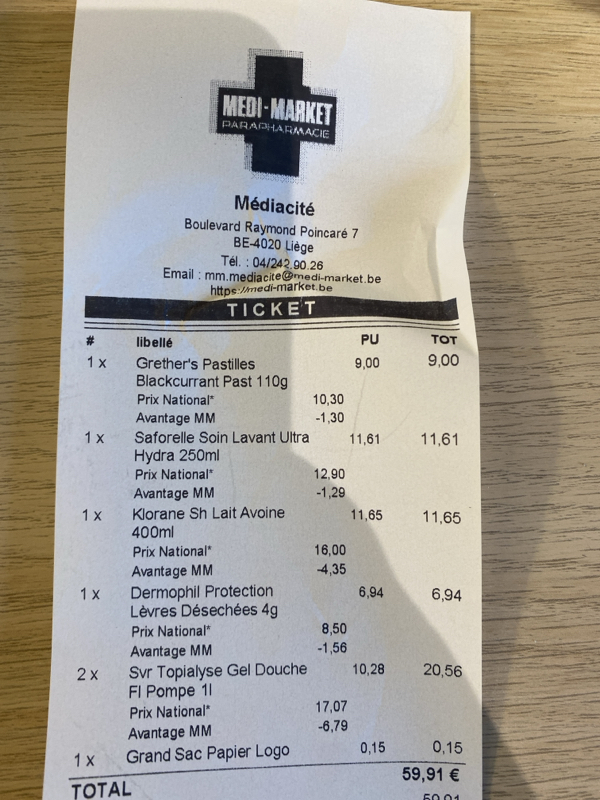 MEDI-MARKET
PARAPHARMACIE
Médiacité
Boulevard Raymond Poincaré 7
BE-4020 Liège
Tél. : 04/242.90.26
Email : mm.mediacite@medi-market.be
https://medi-market.be
TICKET
# libellé PU TOT
1 x Grether's Pastilles 9,00 9,00
Blackcurrant Past 110g
Prix National* 10,30
Avantage MM -1,30
1 x Saforelle Soin Lavant Ultra 11,61 11,61
Hydra 250ml
Prix National* 12,90
Avantage MM -1,29
1 x Klorane Sh Lait Avoine 11,65 11,65
400ml
Prix National* 16,00
Avantage MM -4,35
1 x Dermophil Protection 6,94 6,94
Lèvres Désechées 4g
Prix National* 8,50
Avantage MM -1,56
2 x Svr Topialyse Gel Douche 10,28 20,56
Fl Pompe 1l
Prix National* 17,07
Avantage MM -6,79
1 x Grand Sac Papier Logo 0,15 0,15
TOTAL 59,91 €